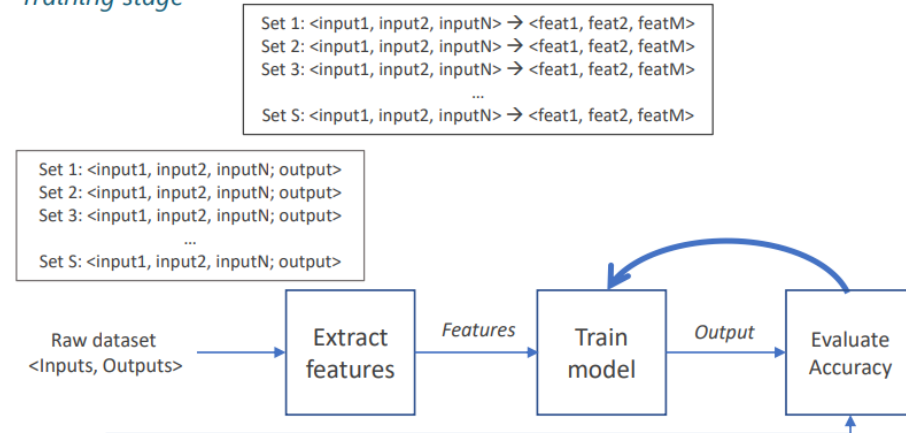 Training stage
Set 1: <input1, input2, inputN> → <feat1, feat2, featM>
Set 2: <input1, input2, inputN> → <feat1, feat2, featM>
Set 3: <input1, input2, inputN> → <feat1, feat2, featM>
...
Set S: <input1, input2, inputN> → <feat1, feat2, featM>
Set 1: <input1, input2, inputN; output>
Set 2: <input1, input2, inputN; output>
Set 3: <input1, input2, inputN; output>
...
Set S: <input1, input2, inputN; output>
Raw dataset
<Inputs, Outputs>
Extract
features
Features
Train
model
Output
Evaluate
Accuracy